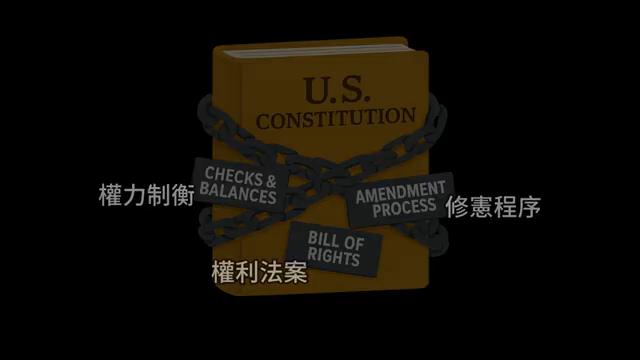 U.S.
CONSTITUTION
CHECKS &
BALANCES
權力制衡
AMENDMENT
PROCESS
修憲程序
BILL OF
RIGHTS
權利法案